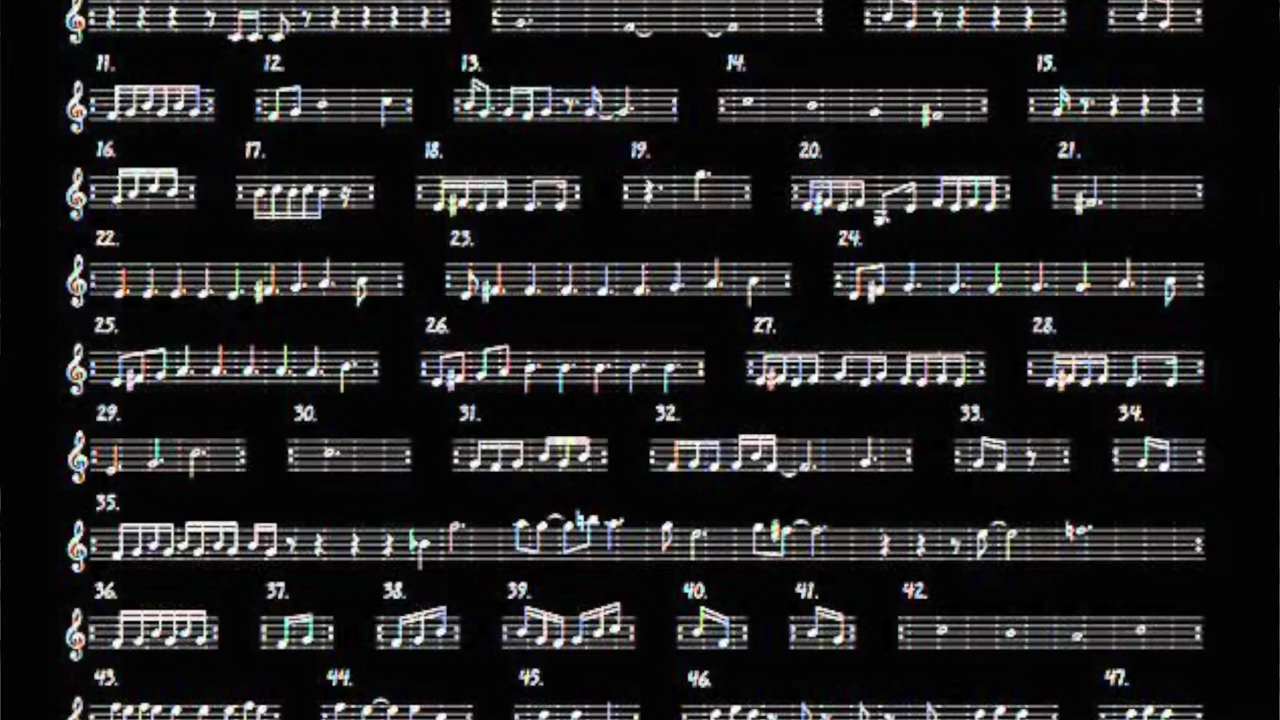 11. 12. 13. 14. 15.
16. 17. 18. 19. 20. 21.
22. 23. 24.
25. 26. 27. 28.
29. 30. 31. 32. 33. 34.
35.
36. 37. 38. 39. 40. 41. 42.
43. 44. 45. 46. 47.